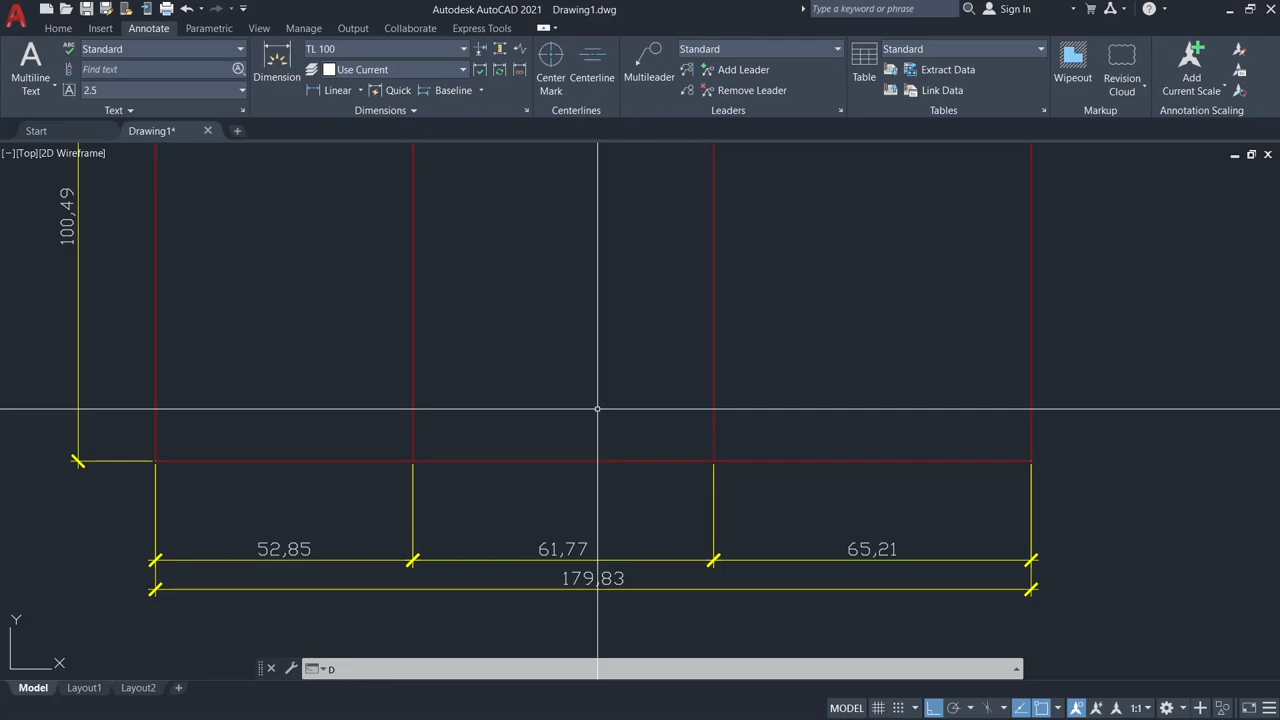 Autodesk AutoCAD 2021 Drawing1.dwg
Type a keyword or phrase
Sign In
Home
Insert
Annotate
Parametric
View
Manage
Output
Collaborate
Express Tools
Multiline
Text
ABC
Standard
Find text
2.5
Text
Dimension
TL 100
Use Current
Linear
Quick
Baseline
Dimensions
Center
Mark
Centerline
Centerlines
Multileader
Standard
Add Leader
Remove Leader
Leaders
Table
Standard
Extract Data
Link Data
Tables
Wipeout
Revision
Cloud
Markup
Add
Current Scale
Annotation Scaling
Start
Drawing1*
[−][Top][2D Wireframe]
100,49
52,85
61,77
65,21
179,83
Y
X
D
Model
Layout1
Layout2
MODEL
1:1